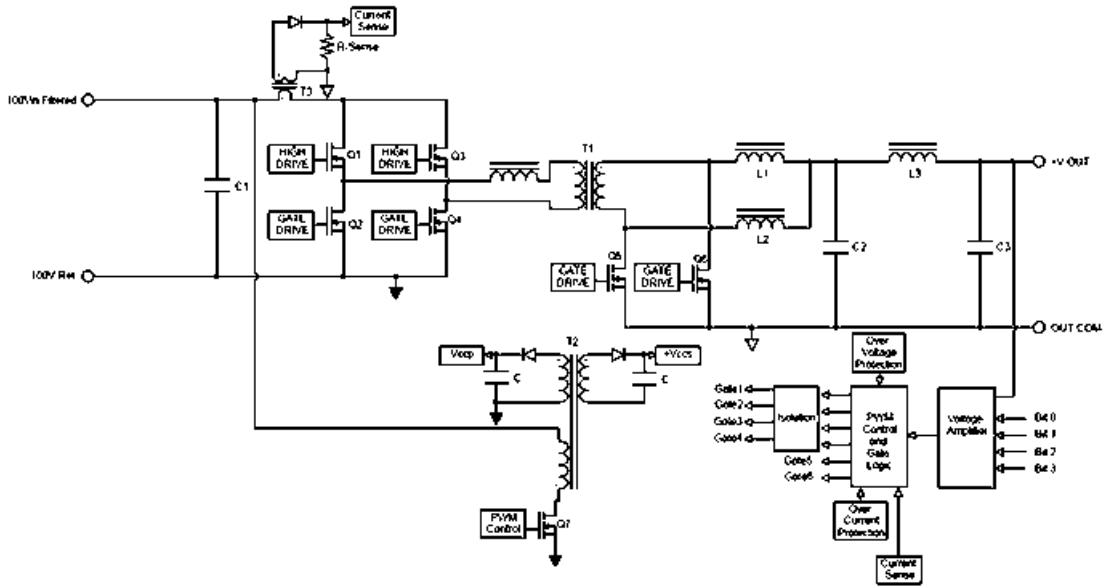 Current
Sense
R-Sense
T3
100Vin Filtered
HIGH
DRIVE
Q1
HIGH
DRIVE
Q3
C1
GATE
DRIVE
Q2
GATE
DRIVE
Q4
100V Ret
T1
L1
L2
L3
+V OUT
C2
C3
GATE
DRIVE
Q5
GATE
DRIVE
Q6
OUT COM
T2
Vccp
C
+Vccs
C
PWM
Control
Q7
Over
Voltage
Protection
Gate1
Gate2
Gate3
Gate4
Isolation
Gate5
Gate6
PWM
Control
and
Gate
Logic
Voltage
Amplifier
Bit 0
Bit 1
Bit 2
Bit 3
Over
Current
Protection
Current
Sense